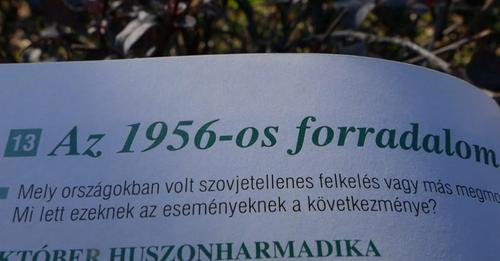 13 Az 1956-os forradalom
Mely országokban volt szovjetellenes felkelés vagy más
Mi lett ezeknek az eseményeknek a következménye?
HUSZONHARMADIKA